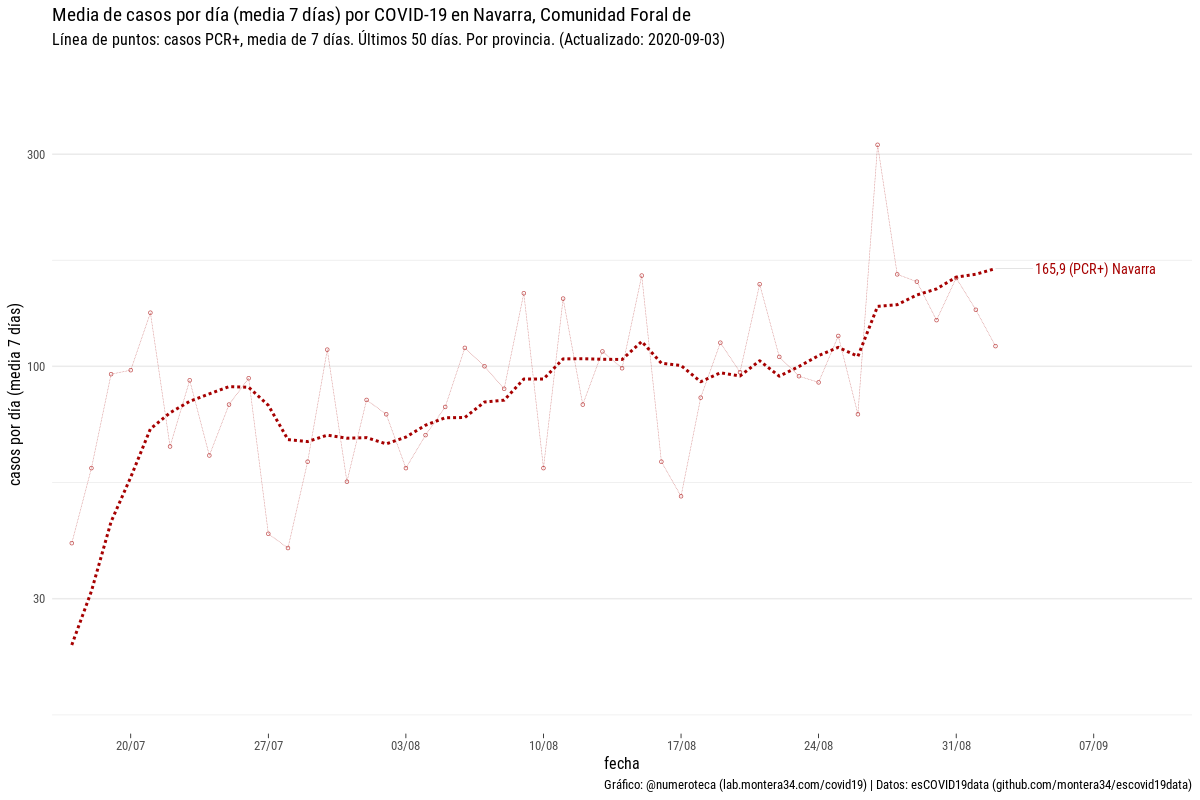 Media de casos por día (media 7 días) por COVID-19 en Navarra, Comunidad Foral de
Línea de puntos: casos PCR+, media de 7 días. Últimos 50 días. Por provincia. (Actualizado: 2020-09-03)
casos por día (media 7 días)
300
100
30
165,9 (PCR+) Navarra
20/07
27/07
03/08
10/08
17/08
24/08
31/08
07/09
fecha
Gráfico: @numeroteca (lab.montera34.com/covid19) | Datos: esCOVID19data (github.com/montera34/escovid19data)